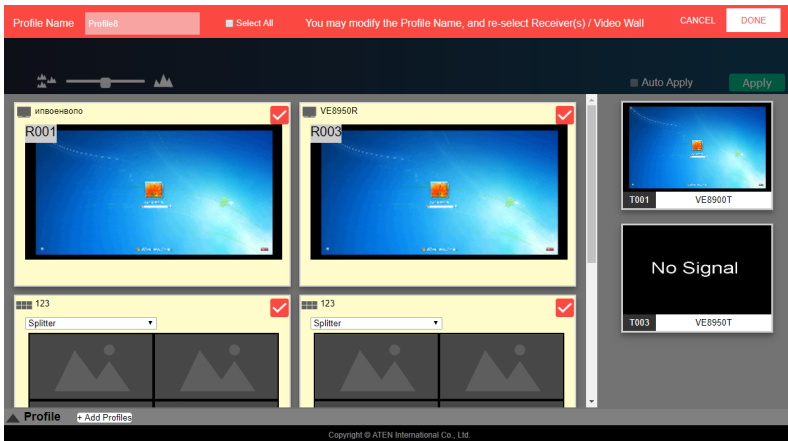 Profile Name
Profile8
Select All
You may modify the Profile Name, and re-select Receiver(s) / Video Wall
CANCEL
DONE
Auto Apply
Apply
ипвоенвопо
R001
VE8950R
R003
T001 VE8900T
No Signal
T003 VE8950T
123
Splitter
123
Splitter
Profile
+ Add Profiles
Copyright © ATEN International Co., Ltd.